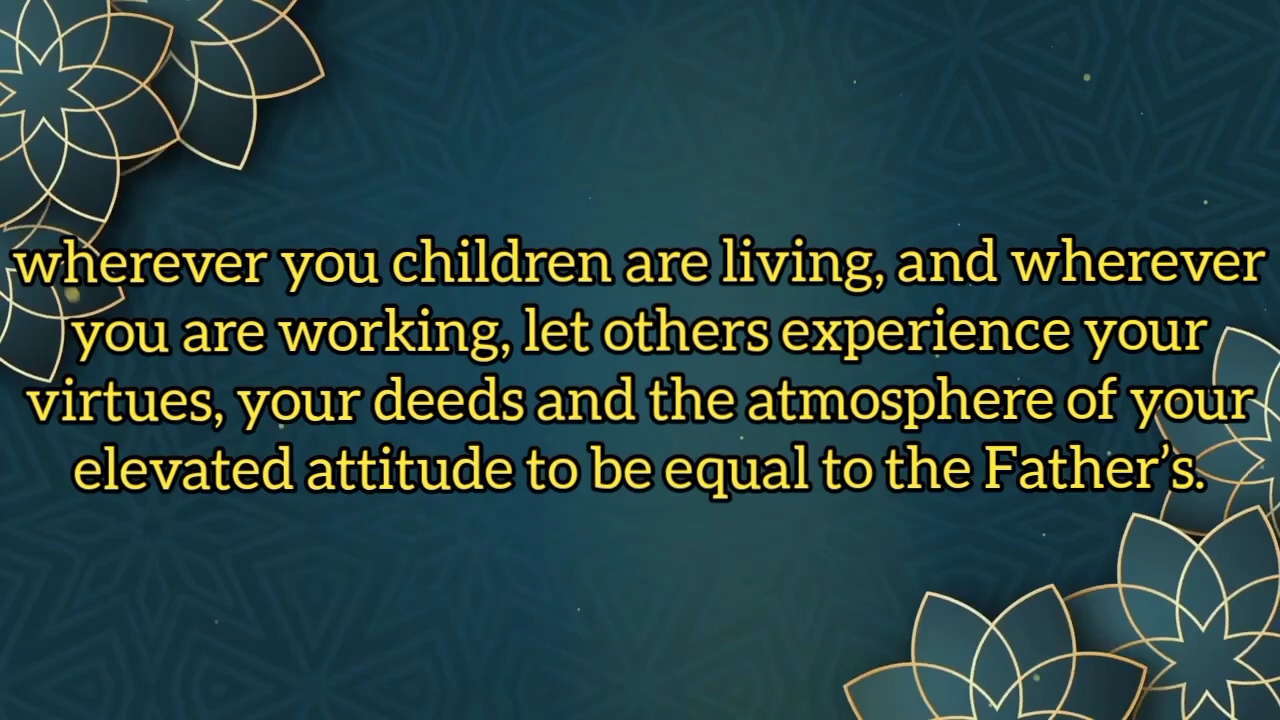 wherever you children are living, and wherever
you are working, let others experience your
virtues, your deeds and the atmosphere of your
elevated attitude to be equal to the Father’s.